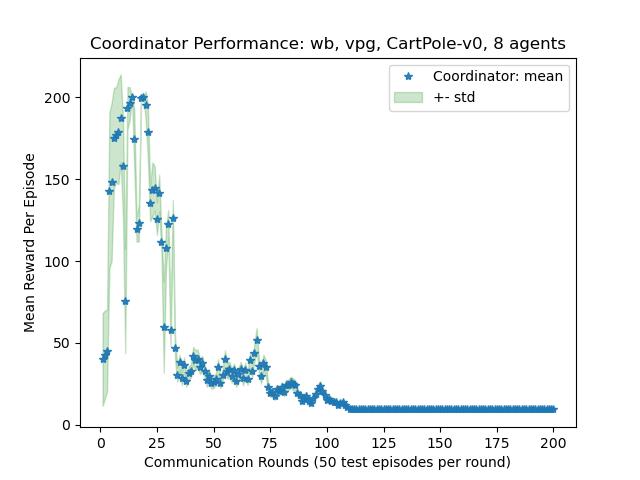 Coordinator Performance: wb, vpg, CartPole-v0, 8 agents
Coordinator: mean
+- std
Mean Reward Per Episode
200
150
100
50
0
0 25 50 75 100 125 150 175 200
Communication Rounds (50 test episodes per round)